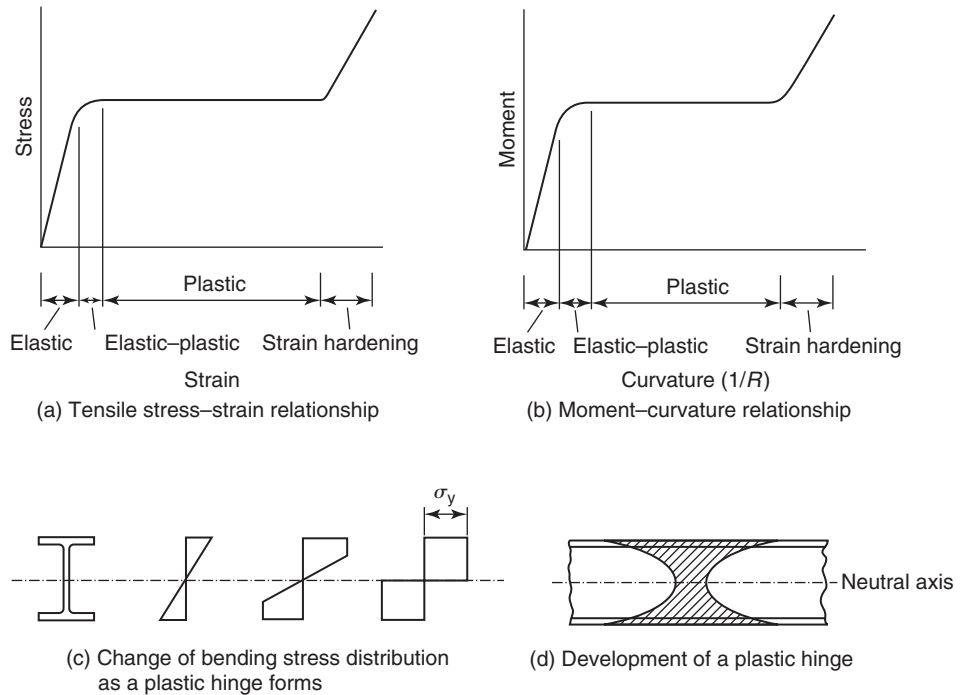 Stress
Plastic
Elastic
Elastic–plastic
Strain hardening
Strain
(a) Tensile stress–strain relationship
Moment
Plastic
Elastic
Elastic–plastic
Strain hardening
Curvature (1/R)
(b) Moment–curvature relationship
σy
(c) Change of bending stress distribution
as a plastic hinge forms
Neutral axis
(d) Development of a plastic hinge